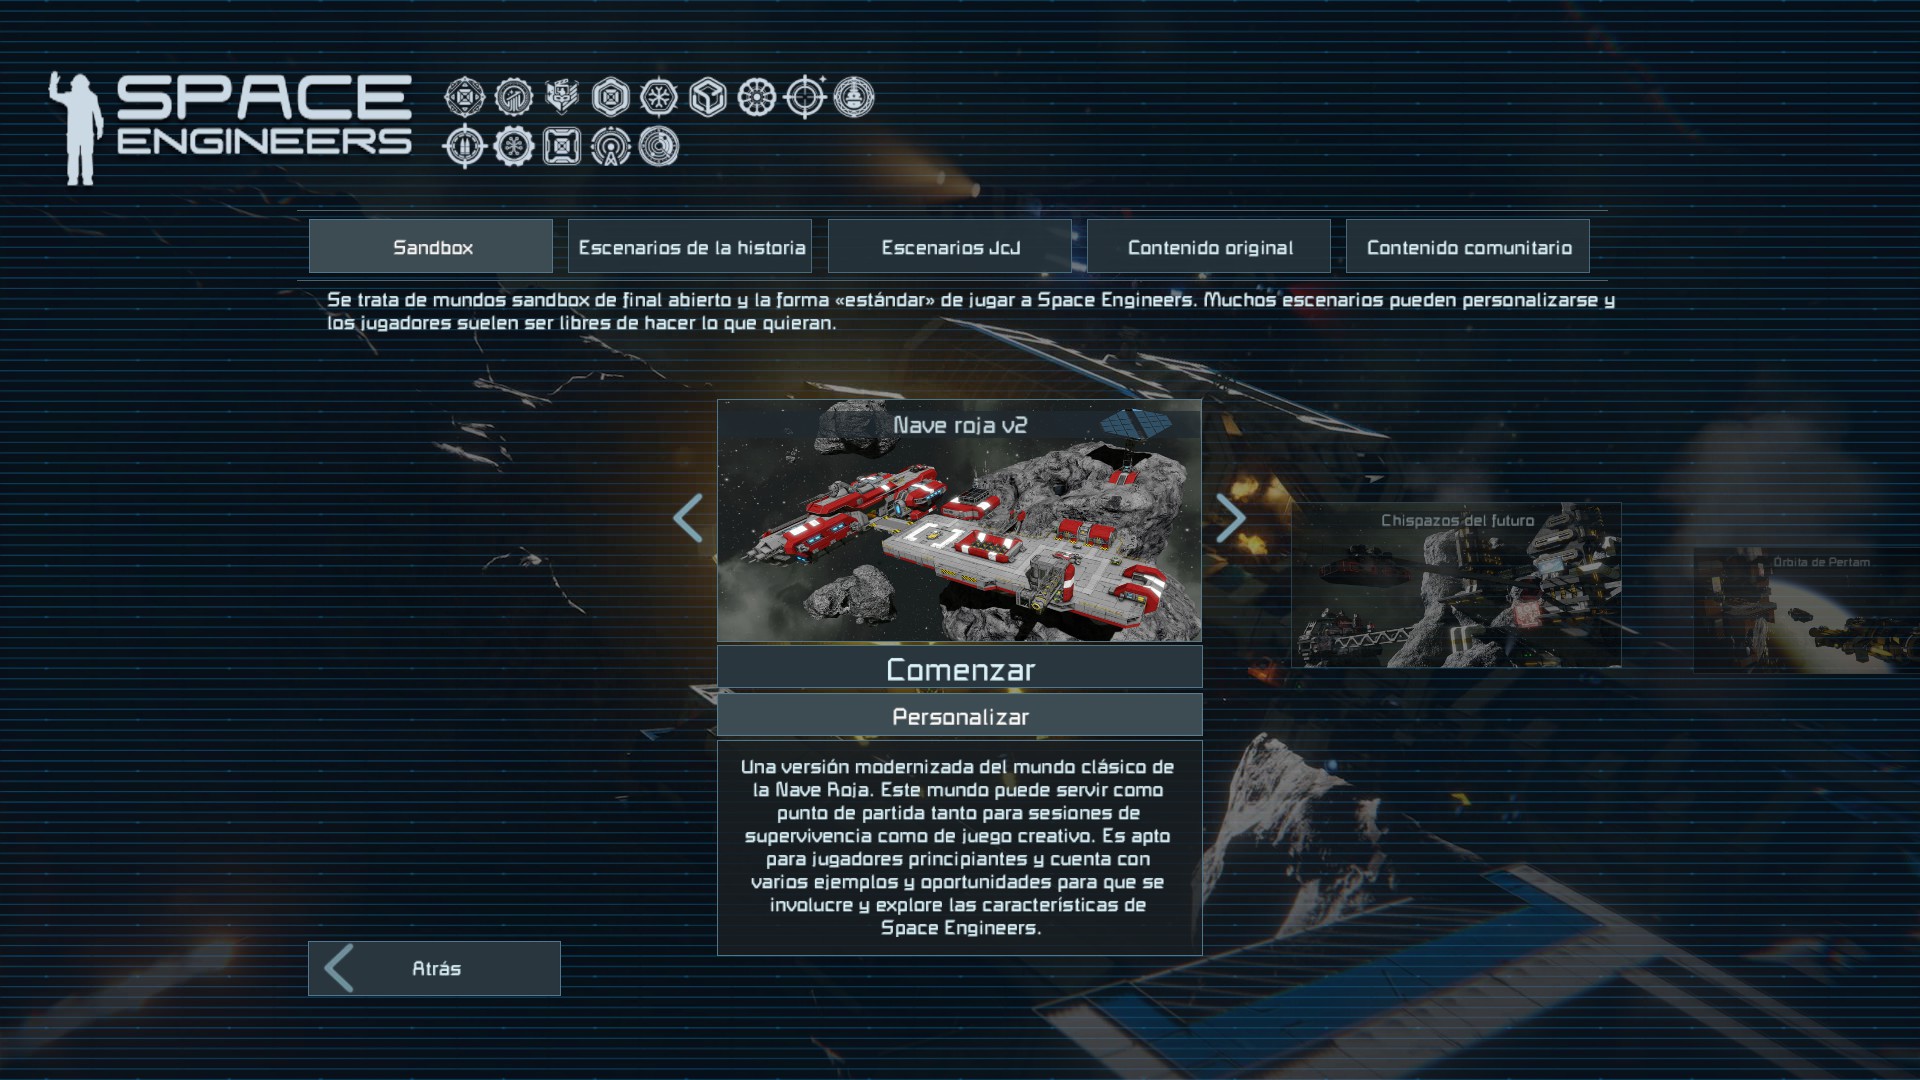 SPACE
ENGINEERS
Sandbox
Escenarios de la historia
Escenarios JcJ
Contenido original
Contenido comunitario
Se trata de mundos sandbox de final abierto y la forma «estándar» de jugar a Space Engineers. Muchos escenarios pueden personalizarse y
los jugadores suelen ser libres de hacer lo que quieran.
Nave roja v2
Chispazos del futuro
Órbita de Pertam
Comenzar
Personalizar
Una versión modernizada del mundo clásico de
la Nave Roja. Este mundo puede servir como
punto de partida tanto para sesiones de
supervivencia como de juego creativo. Es apto
para jugadores principiantes y cuenta con
varios ejemplos y oportunidades para que se
involucre y explore las características de
Space Engineers.
Atrás